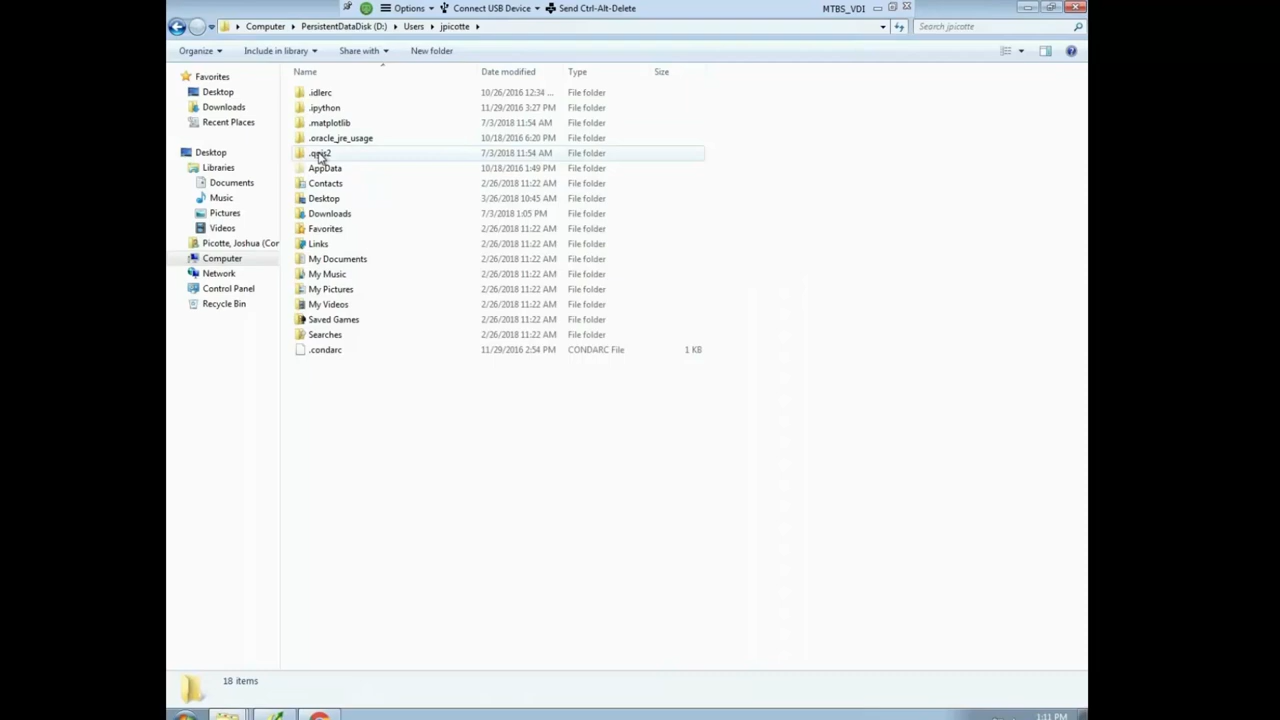 Options Connect USB Device Send Ctrl-Alt-Delete MTBS_VDI
Computer PersistentDataDisk (D:) Users jpicotte Search jpicotte
Organize Include in library Share with New folder
Name Date modified Type Size
Favorites
Desktop
Downloads
Recent Places
Desktop
Libraries
Documents
Music
Pictures
Videos
Picotte, Joshua (Cor
Computer
Network
Control Panel
Recycle Bin
.idlerc 10/26/2016 12:34 ... File folder
.ipython 11/29/2016 3:27 PM File folder
.matplotlib 7/3/2018 11:54 AM File folder
.oracle_jre_usage 10/18/2016 6:20 PM File folder
.qgis2 7/3/2018 11:54 AM File folder
AppData 10/18/2016 1:49 PM File folder
Contacts 2/26/2018 11:22 AM File folder
Desktop 3/26/2018 10:45 AM File folder
Downloads 7/3/2018 1:05 PM File folder
Favorites 2/26/2018 11:22 AM File folder
Links 2/26/2018 11:22 AM File folder
My Documents 2/26/2018 11:22 AM File folder
My Music 2/26/2018 11:22 AM File folder
My Pictures 2/26/2018 11:22 AM File folder
My Videos 2/26/2018 11:22 AM File folder
Saved Games 2/26/2018 11:22 AM File folder
Searches 2/26/2018 11:22 AM File folder
.condarc 11/29/2016 2:54 PM CONDARC File 1 KB
18 items
1:11 PM